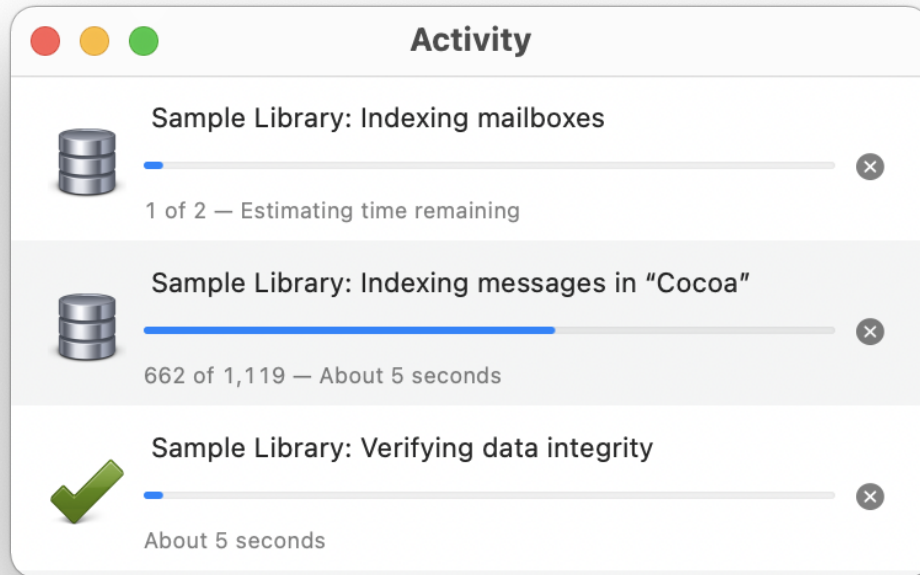 Activity
Sample Library: Indexing mailboxes
1 of 2 — Estimating time remaining
Sample Library: Indexing messages in “Cocoa”
662 of 1,119 — About 5 seconds
Sample Library: Verifying data integrity
About 5 seconds